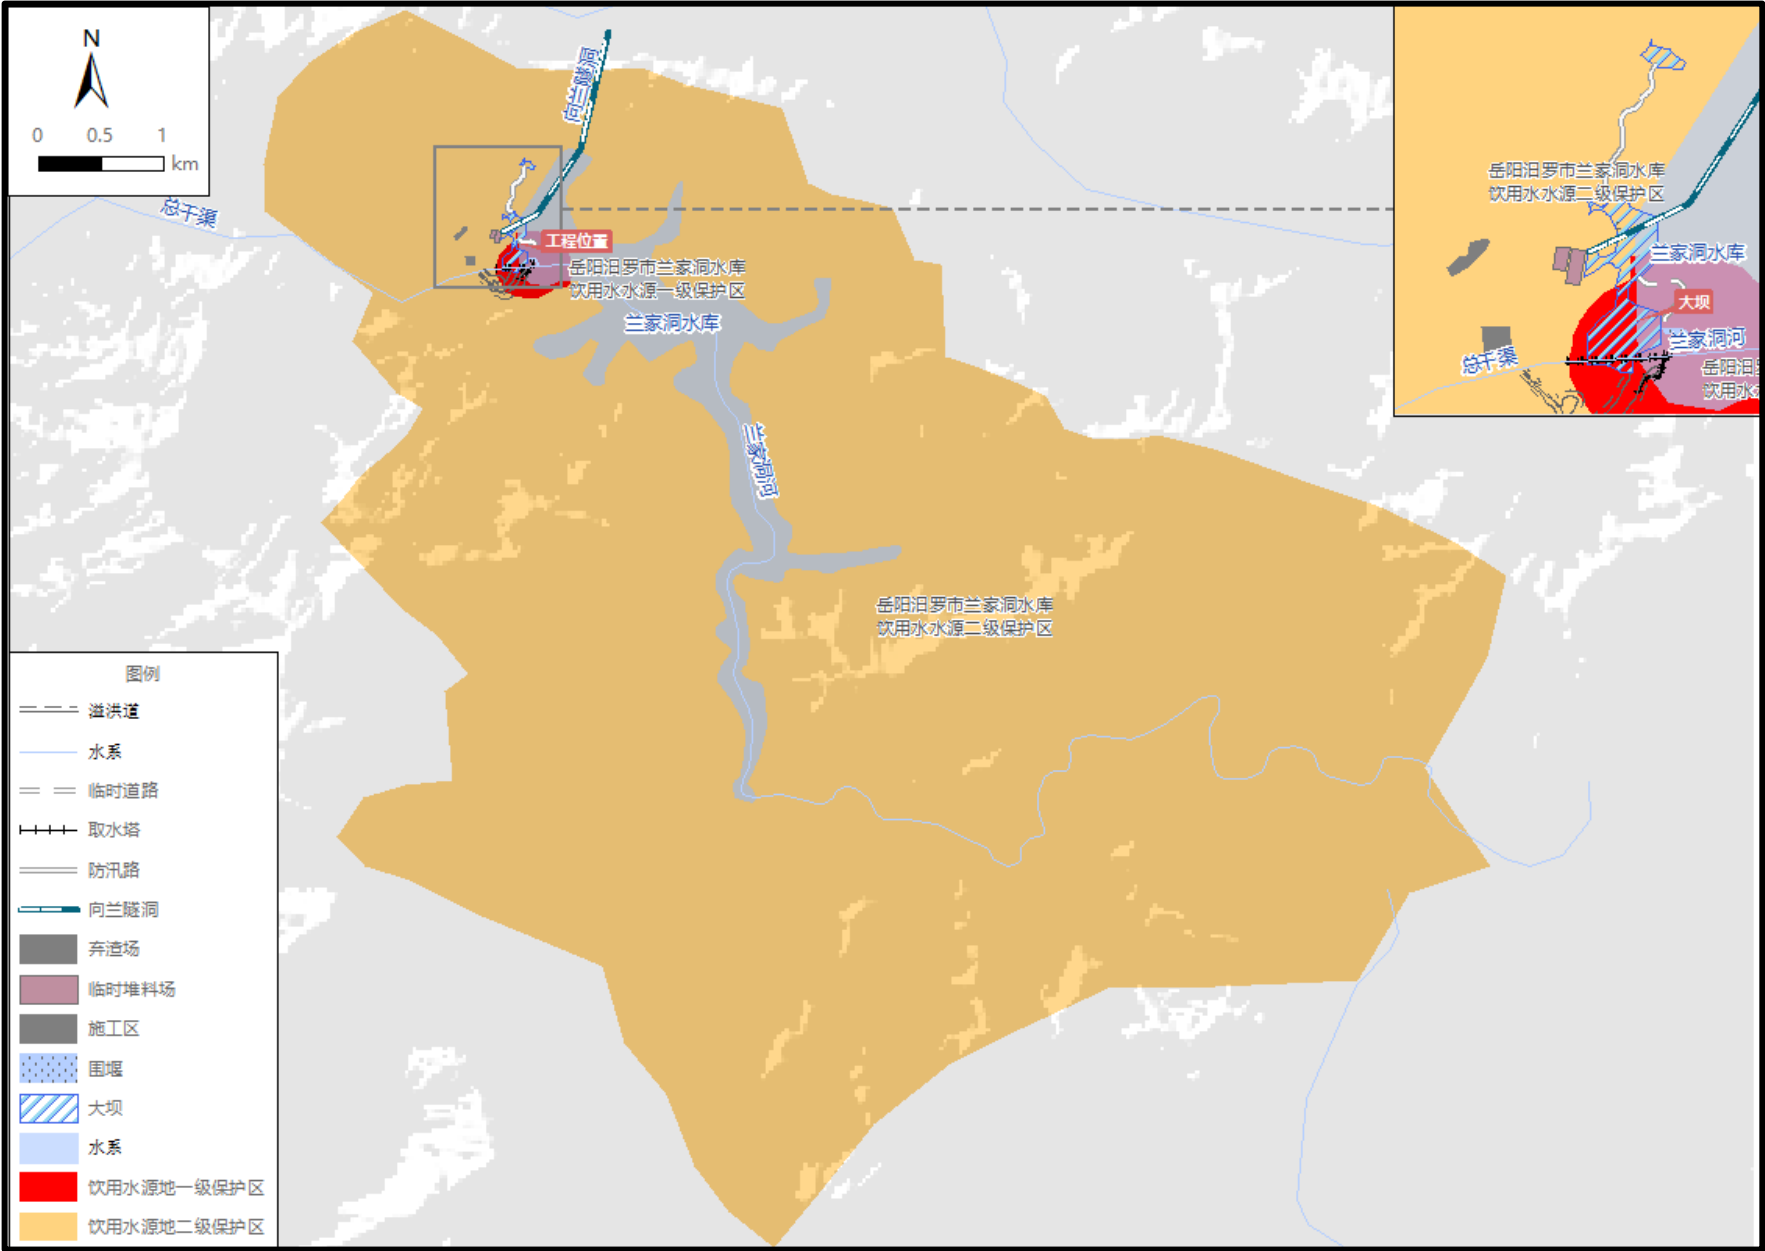 N
0 0.5 1
km
向兰隧洞
总干渠
工程位置
岳阳汨罗市兰家洞水库
饮用水水源一级保护区
兰家洞水库
兰家洞河
岳阳汨罗市兰家洞水库
饮用水水源二级保护区
岳阳汨罗市兰家洞水库
饮用水水源二级保护区
兰家洞水库
大坝
兰家洞河
总干渠
岳阳汨
饮用水
图例
溢洪道
水系
临时道路
取水塔
防汛路
向兰隧洞
弃渣场
临时堆料场
施工区
围堰
大坝
水系
饮用水源地一级保护区
饮用水源地二级保护区